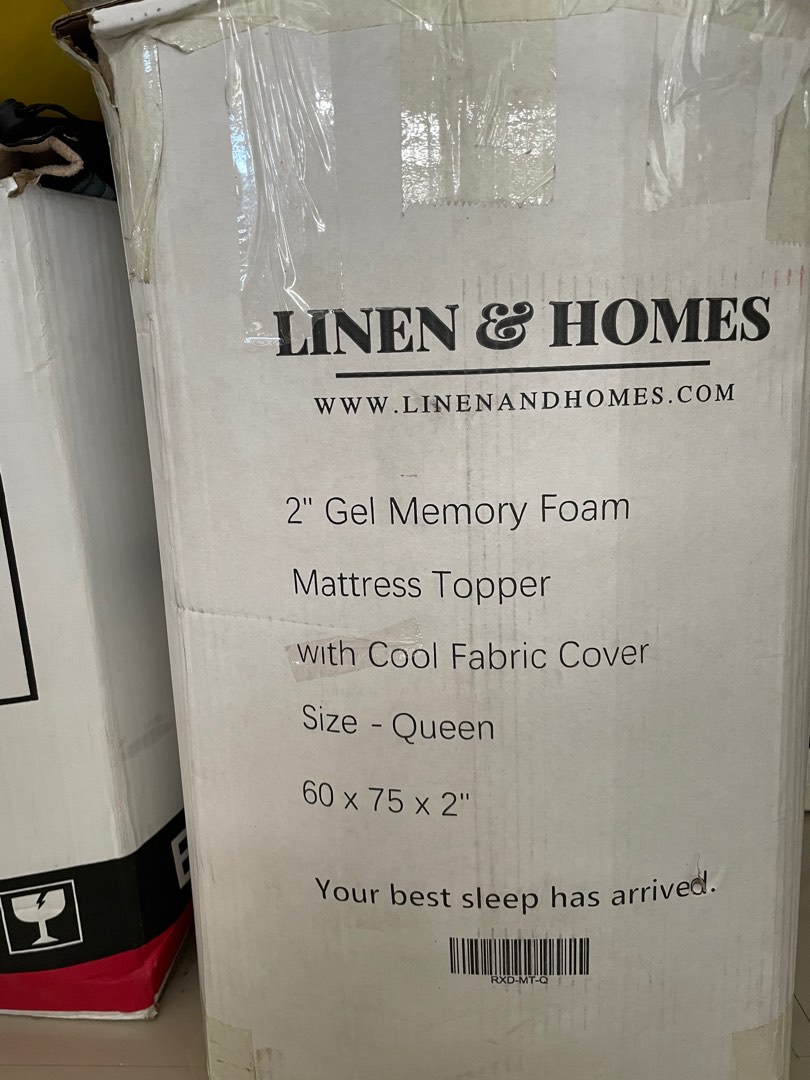 LINEN & HOMES
WWW.LINENANDHOMES.COM
2" Gel Memory Foam
Mattress Topper
with Cool Fabric Cover
Size - Queen
60 x 75 x 2"
Your best sleep has arrived.
RXD-MT-Q